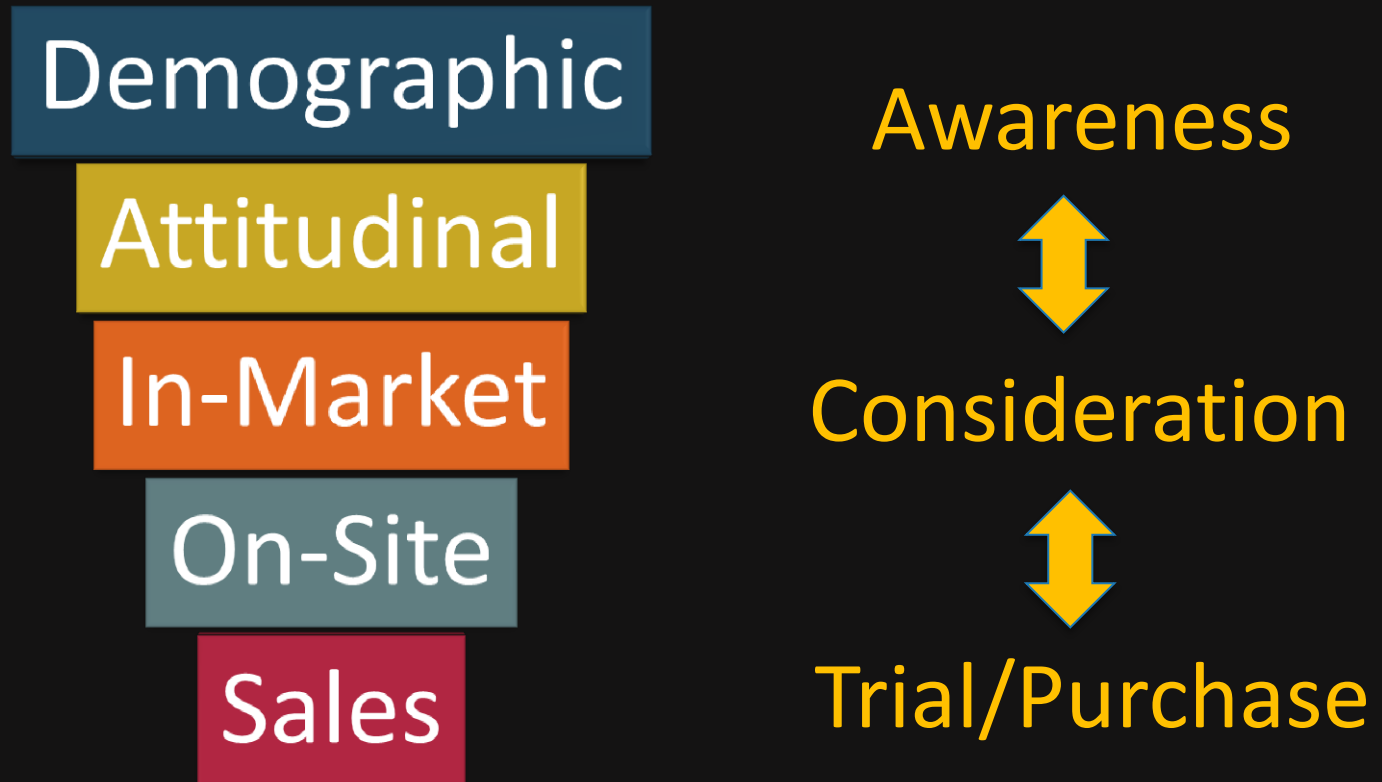 Demographic
Attitudinal
In-Market
On-Site
Sales
Awareness
Consideration
Trial/Purchase